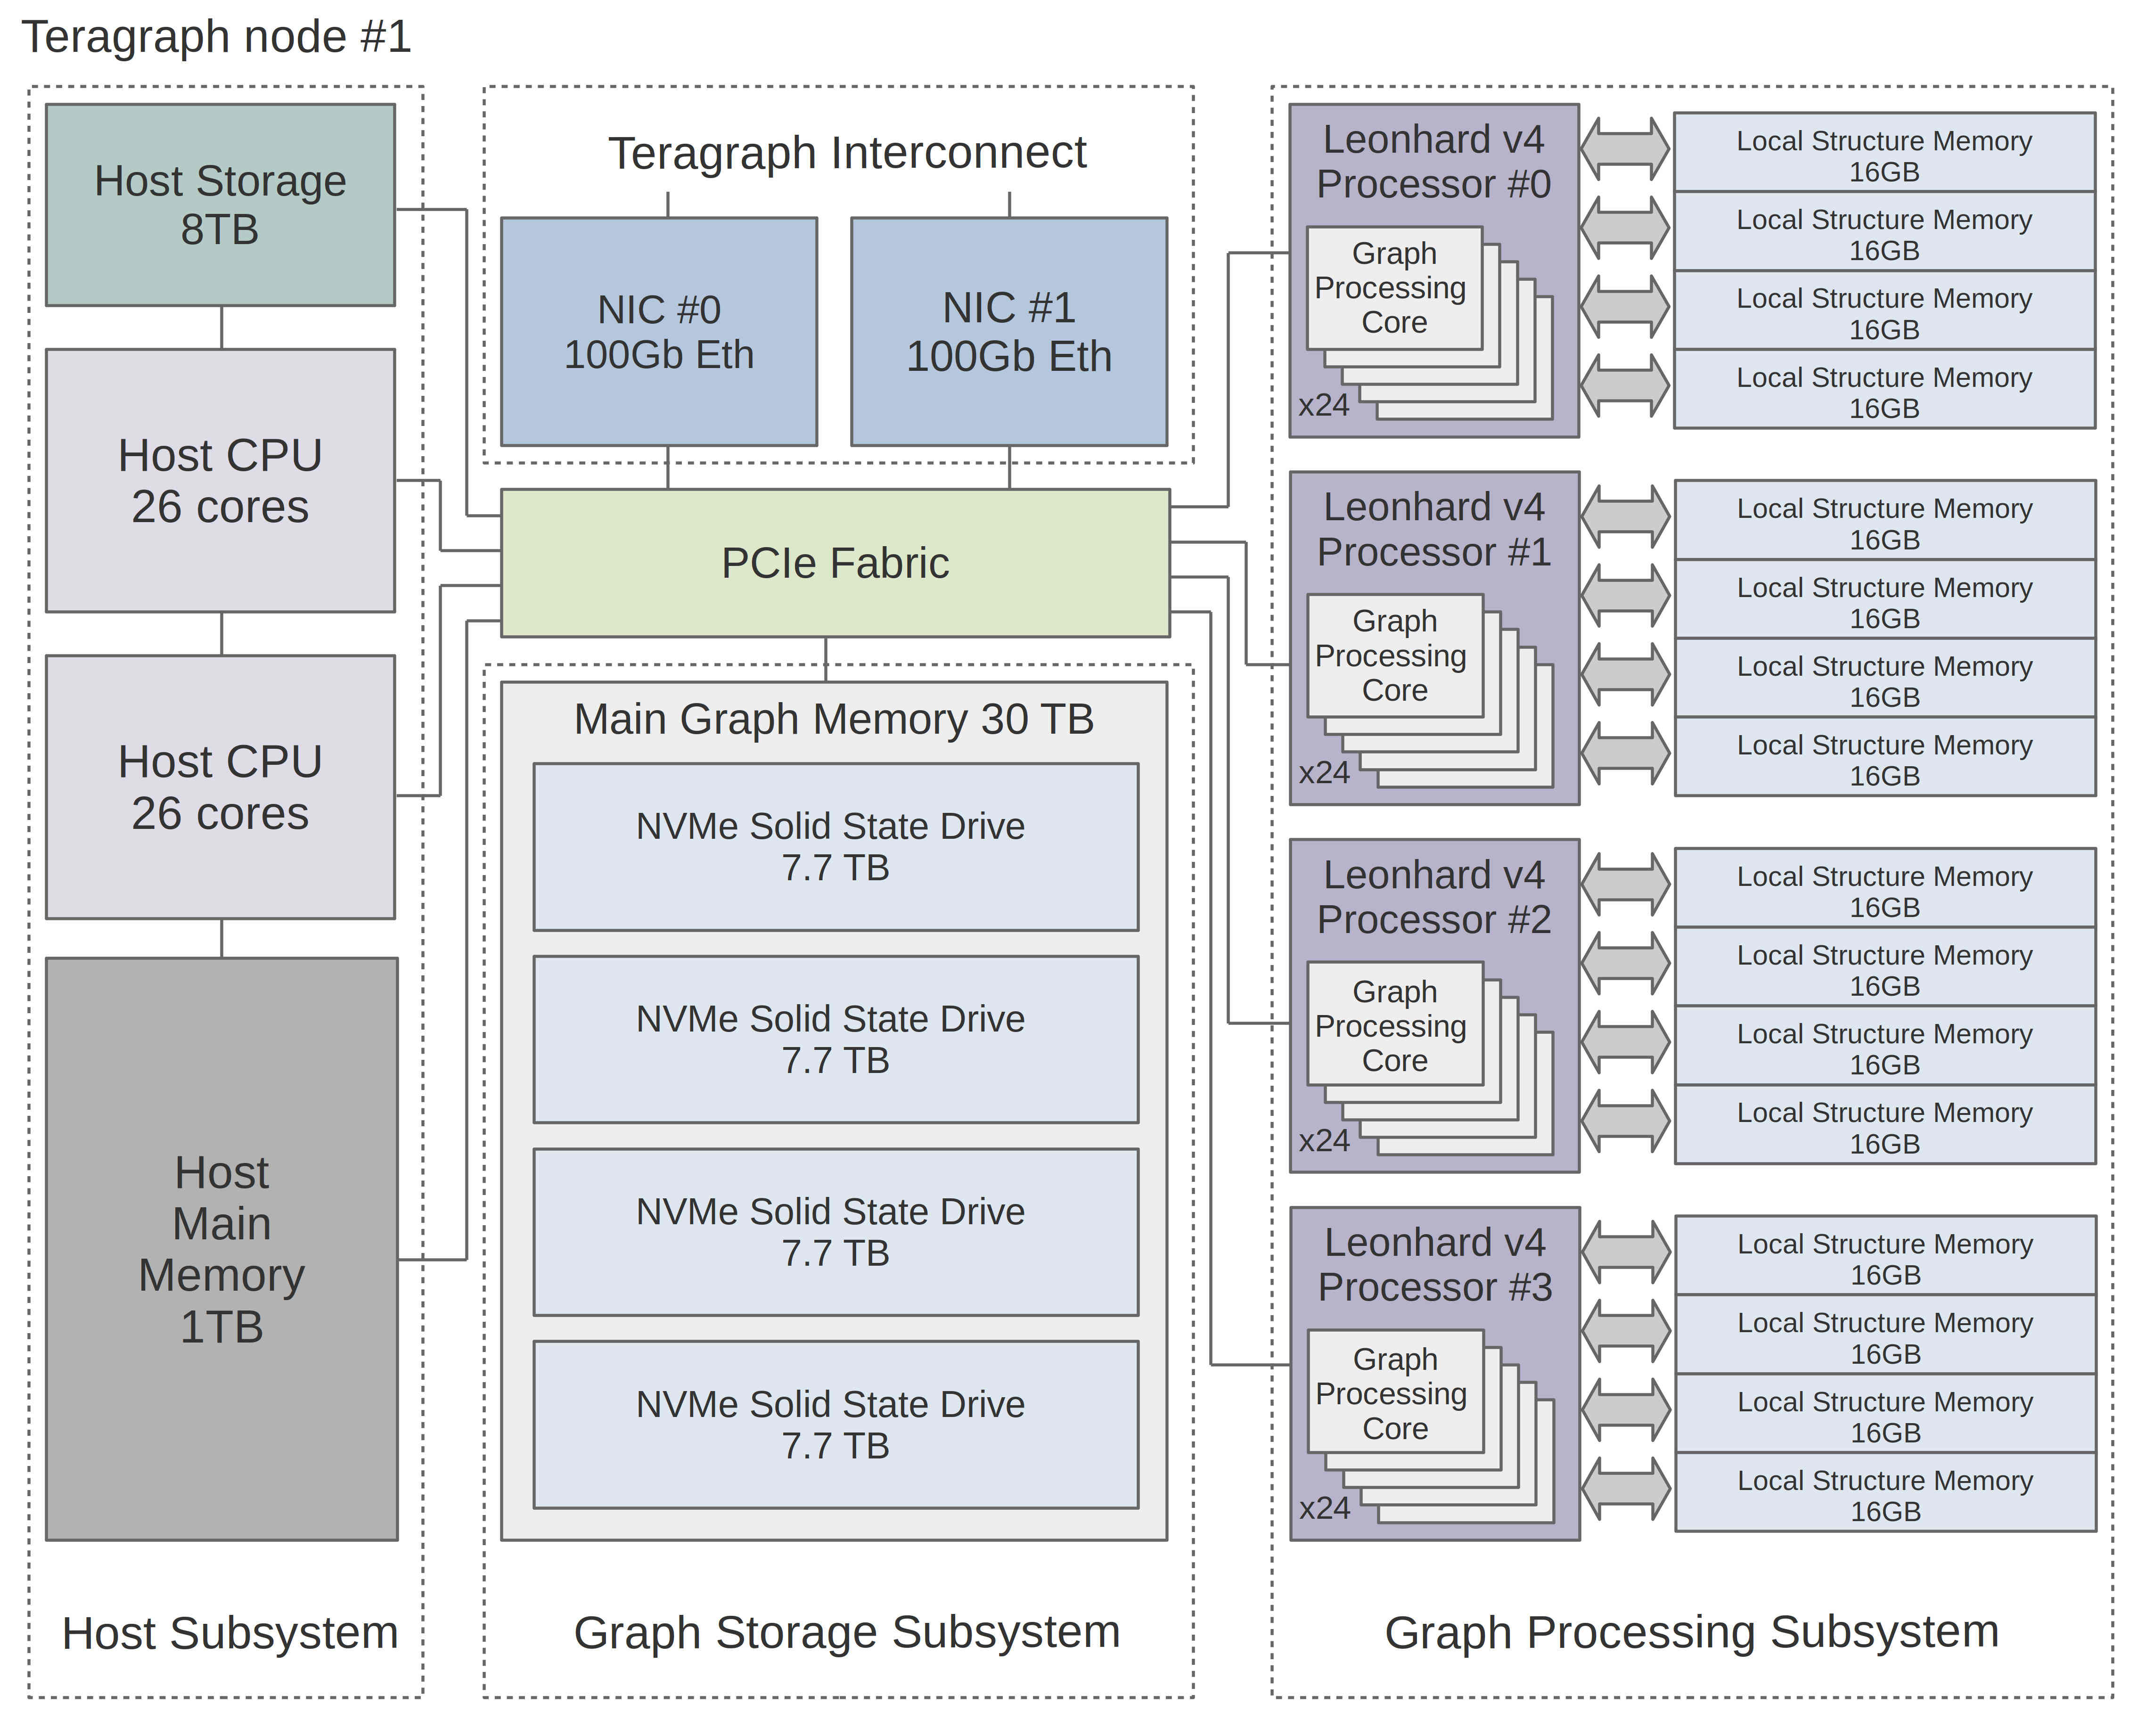 Teragraph node #1
Host Storage
8TB
Host CPU
26 cores
Host CPU
26 cores
Host
Main
Memory
1TB
Host Subsystem
Teragraph Interconnect
NIC #0
100Gb Eth
NIC #1
100Gb Eth
PCIe Fabric
Main Graph Memory 30 TB
NVMe Solid State Drive
7.7 TB
NVMe Solid State Drive
7.7 TB
NVMe Solid State Drive
7.7 TB
NVMe Solid State Drive
7.7 TB
Graph Storage Subsystem
Leonhard v4
Processor #0
Graph
Processing
Core
x24
Local Structure Memory
16GB
Local Structure Memory
16GB
Local Structure Memory
16GB
Local Structure Memory
16GB
Leonhard v4
Processor #1
Graph
Processing
Core
x24
Local Structure Memory
16GB
Local Structure Memory
16GB
Local Structure Memory
16GB
Local Structure Memory
16GB
Leonhard v4
Processor #2
Graph
Processing
Core
x24
Local Structure Memory
16GB
Local Structure Memory
16GB
Local Structure Memory
16GB
Local Structure Memory
16GB
Leonhard v4
Processor #3
Graph
Processing
Core
x24
Local Structure Memory
16GB
Local Structure Memory
16GB
Local Structure Memory
16GB
Local Structure Memory
16GB
Graph Processing Subsystem